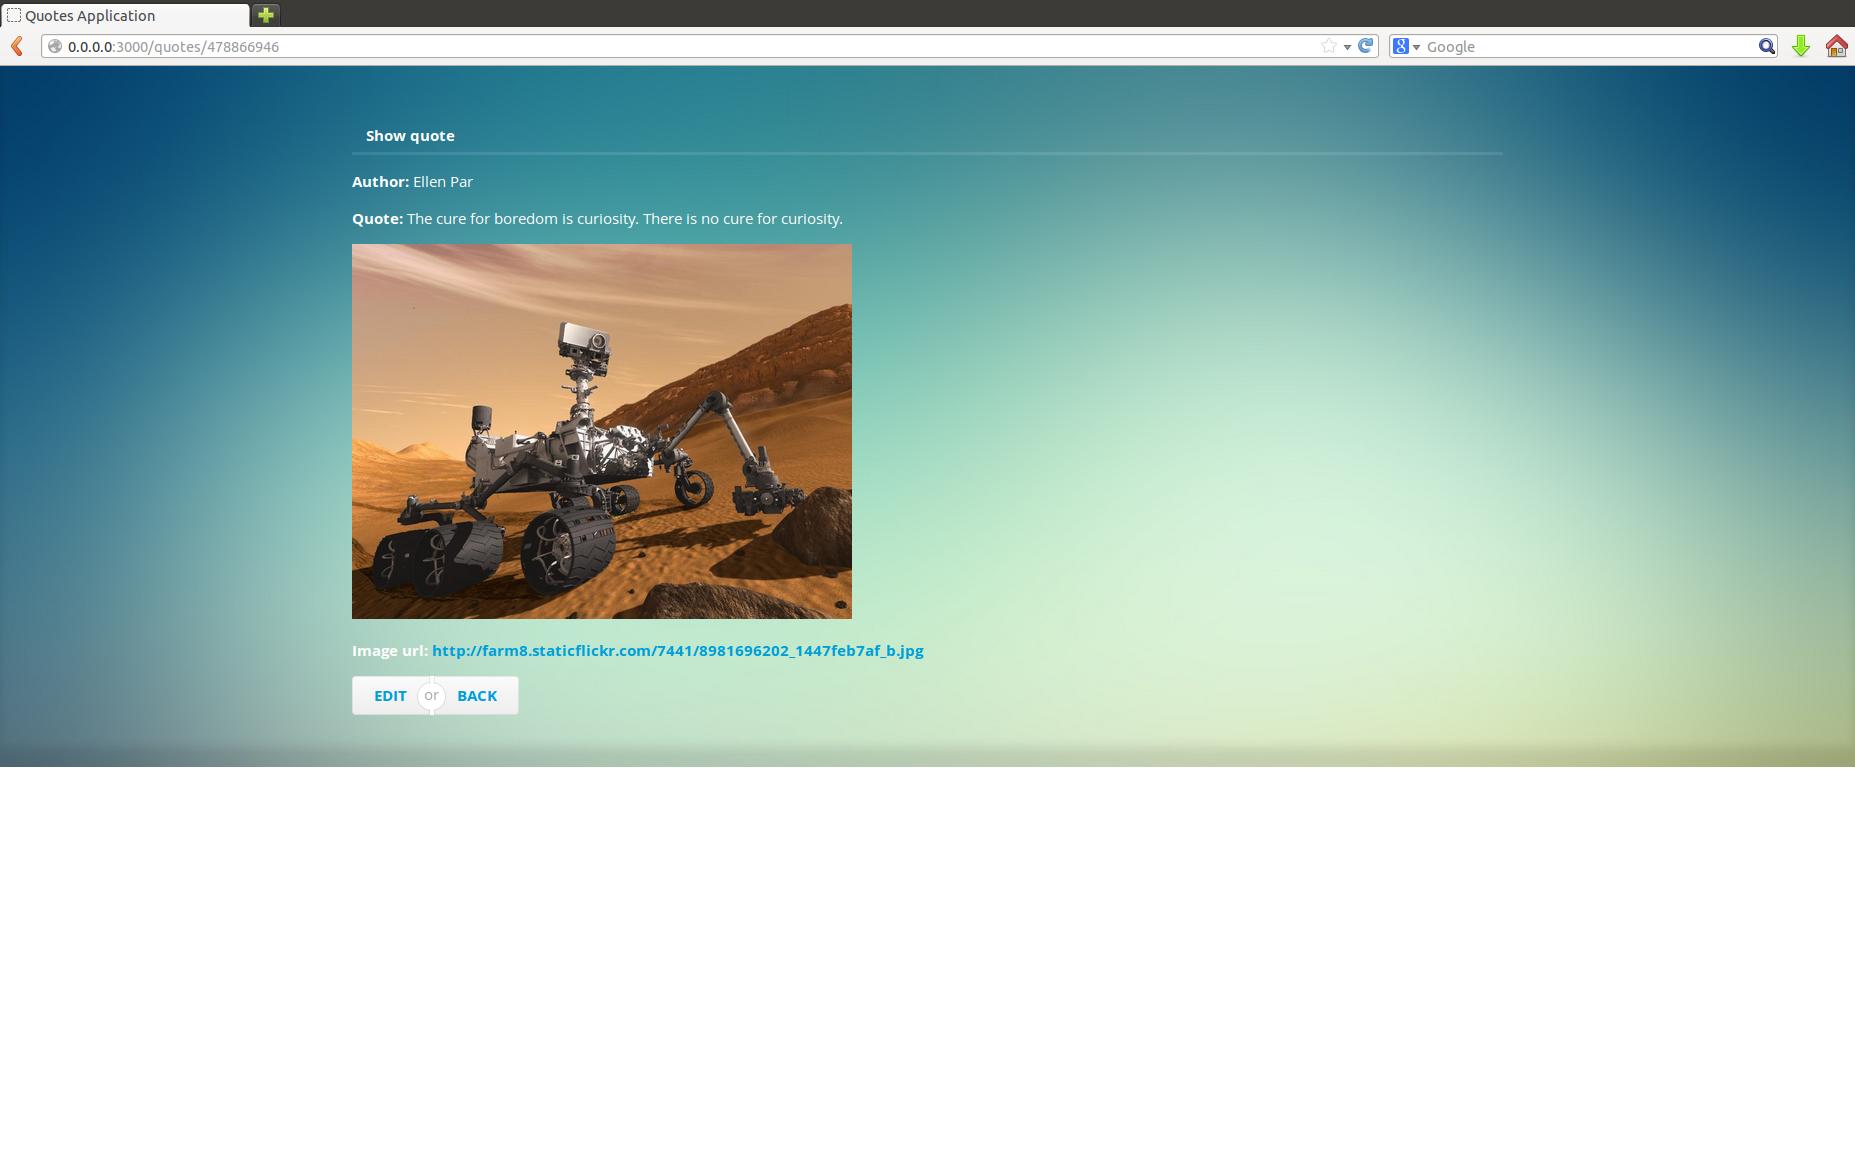 Quotes Application
0.0.0.0:3000/quotes/478866946
Google
Show quote
Author: Ellen Par
Quote: The cure for boredom is curiosity. There is no cure for curiosity.
Image url: http://farm8.staticflickr.com/7441/8981696202_1447feb7af_b.jpg
EDIT or BACK